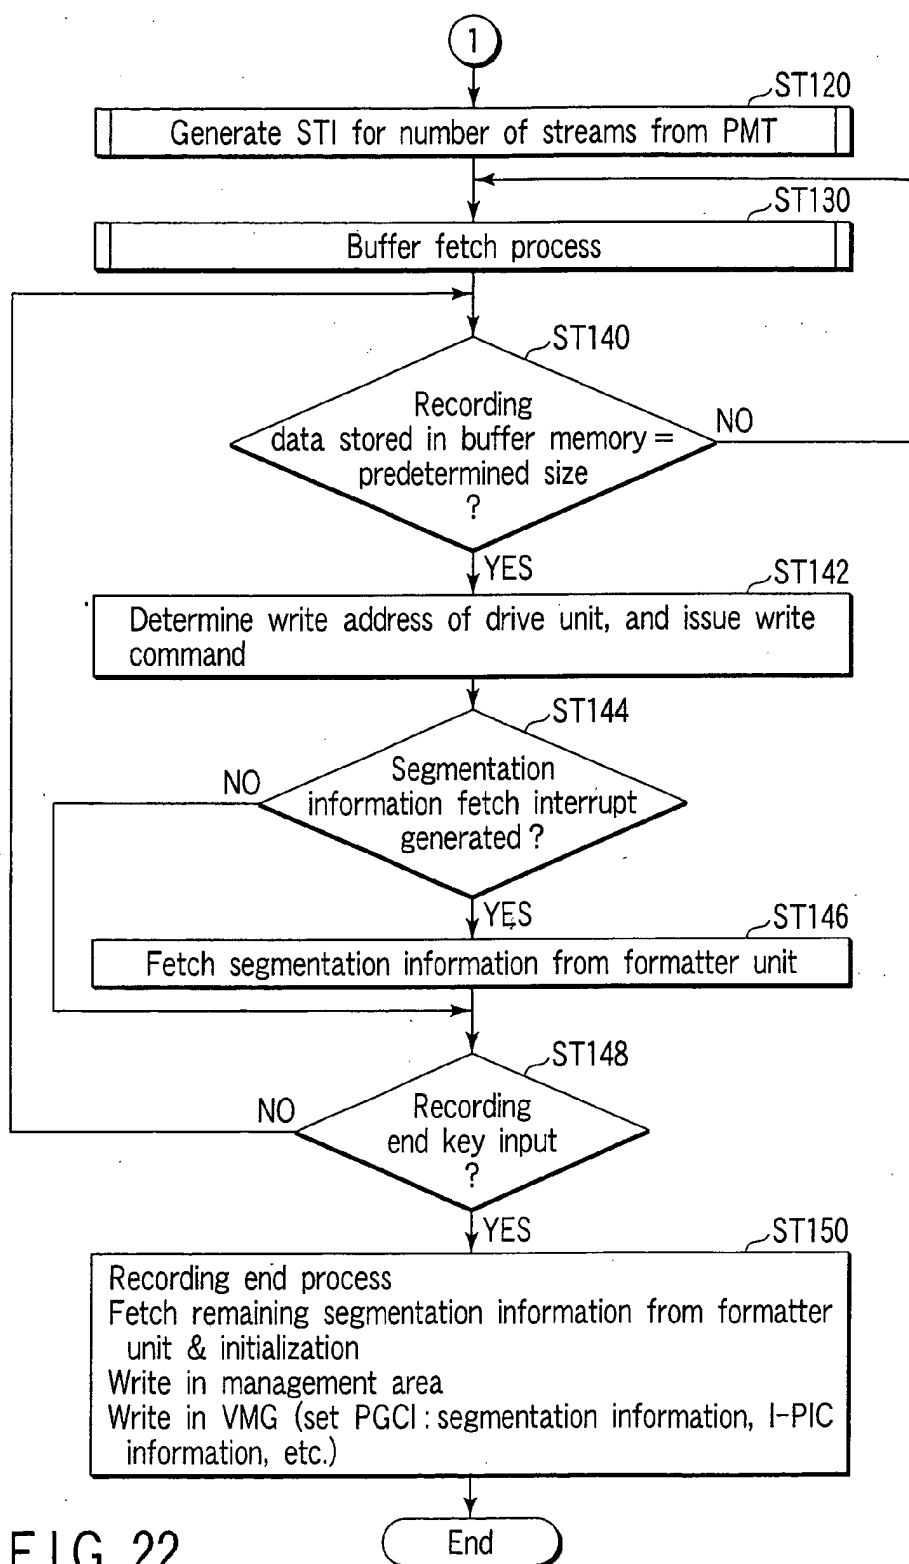 1
ST120
Generate STI for number of streams from PMT
ST130
Buffer fetch process
ST140
Recording
data stored in buffer memory =
predetermined size
?
NO
YES
ST142
Determine write address of drive unit, and issue write
command
ST144
Segmentation
information fetch interrupt
generated ?
NO
YES
ST146
Fetch segmentation information from formatter unit
ST148
Recording
end key input
?
NO
YES
ST150
Recording end process
Fetch remaining segmentation information from formatter
unit & initialization
Write in management area
Write in VMG (set PGCI : segmentation information, I-PIC
information, etc.)
End
FIG. 22